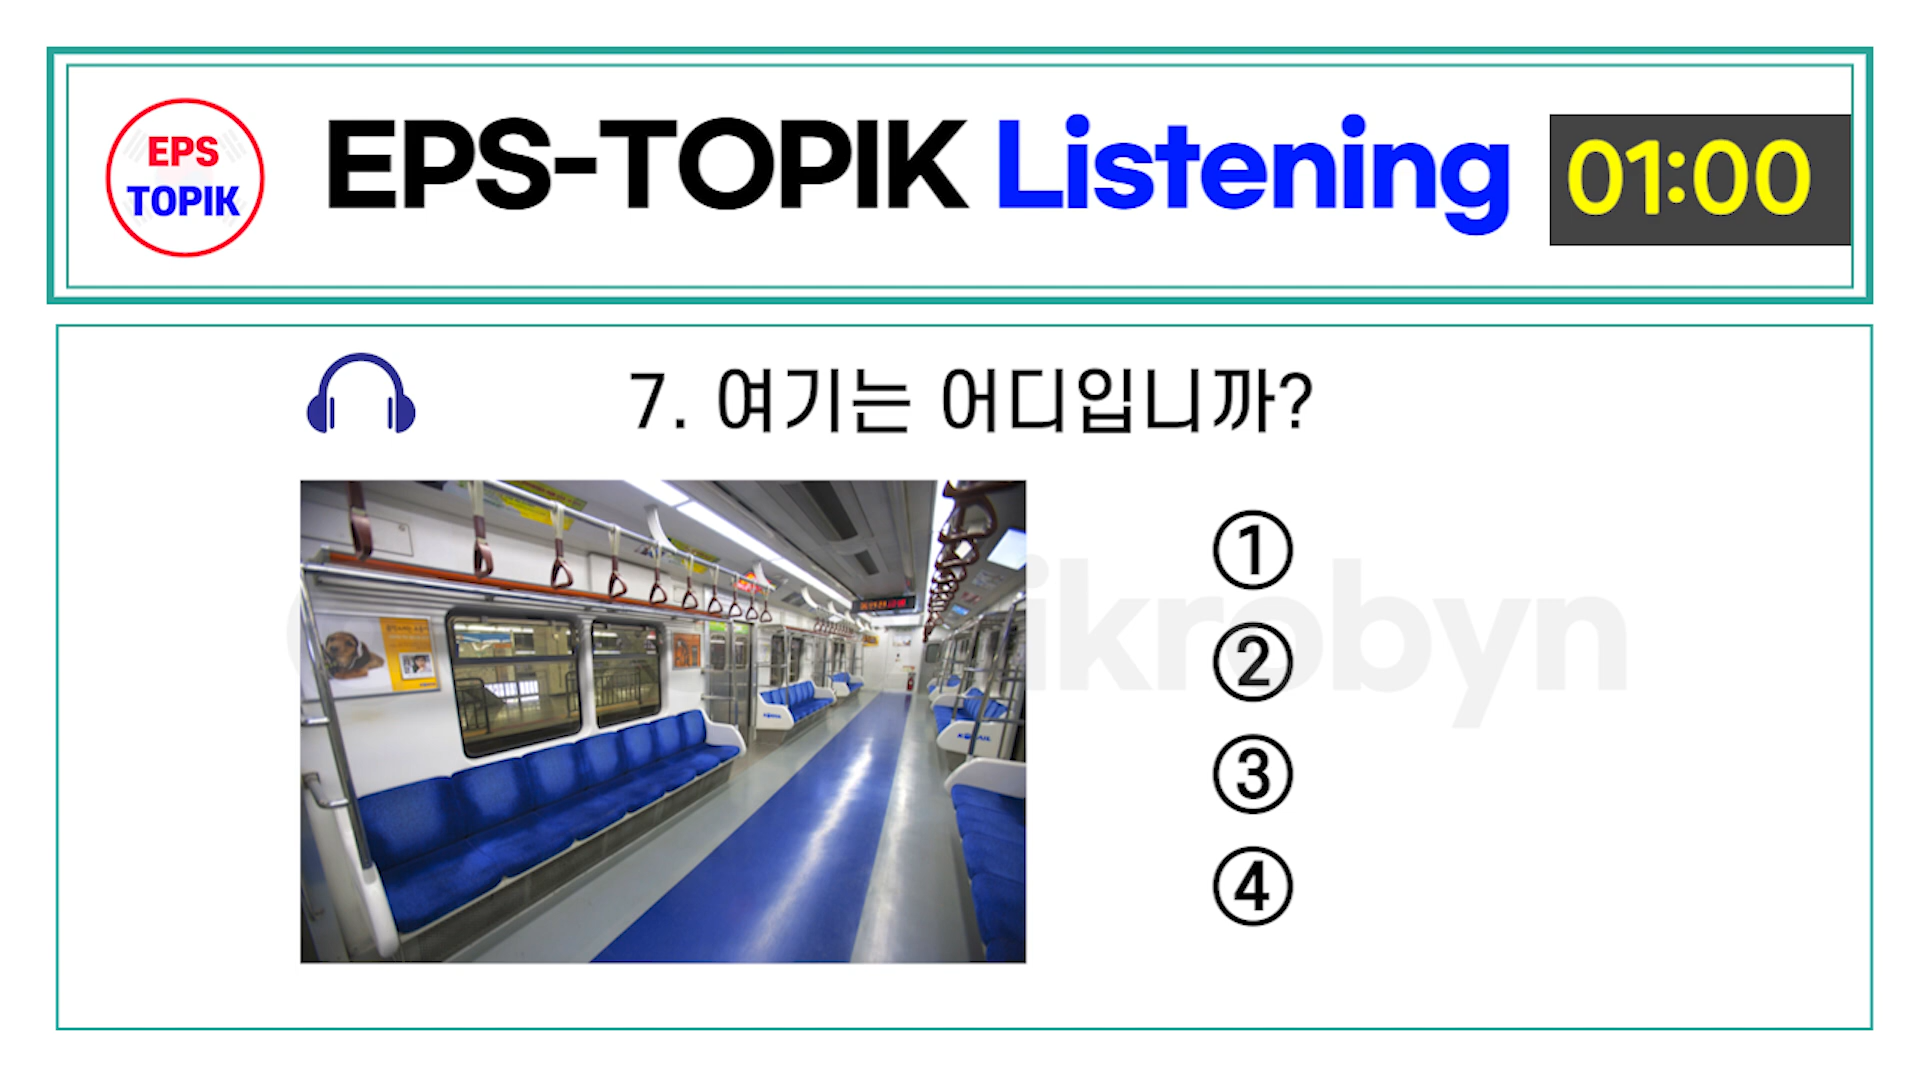 EPS
TOPIK
EPS-TOPIK Listening
01:00
7. 여기는 어디입니까?
①
②
③
④